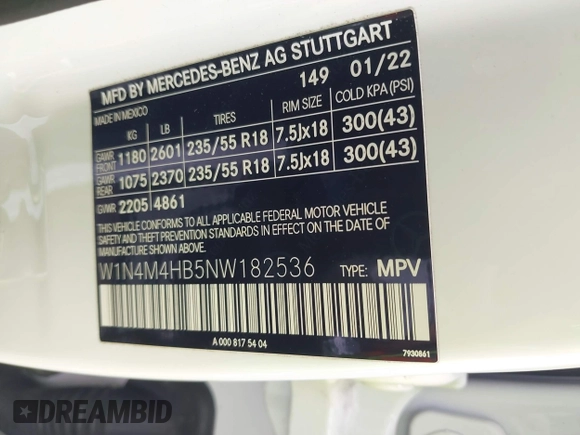 MFD BY MERCEDES-BENZ AG STUTTGART
149 01/22
MADE IN MEXICO
KG LB TIRES RIM SIZE COLD KPA (PSI)
GAWR FRONT 1180 2601 235/55 R18 7.5Jx18 300(43)
GAWR REAR 1075 2370 235/55 R18 7.5Jx18 300(43)
GVWR 2205 4861
THIS VEHICLE CONFORMS TO ALL APPLICABLE FEDERAL MOTOR VEHICLE
SAFETY AND THEFT PREVENTION STANDARDS IN EFFECT ON THE DATE
OF MANUFACTURE SHOWN ABOVE.
W1N4M4HB5NW182536 TYPE: MPV
A 000 817 54 04
7930861
DREAMBID